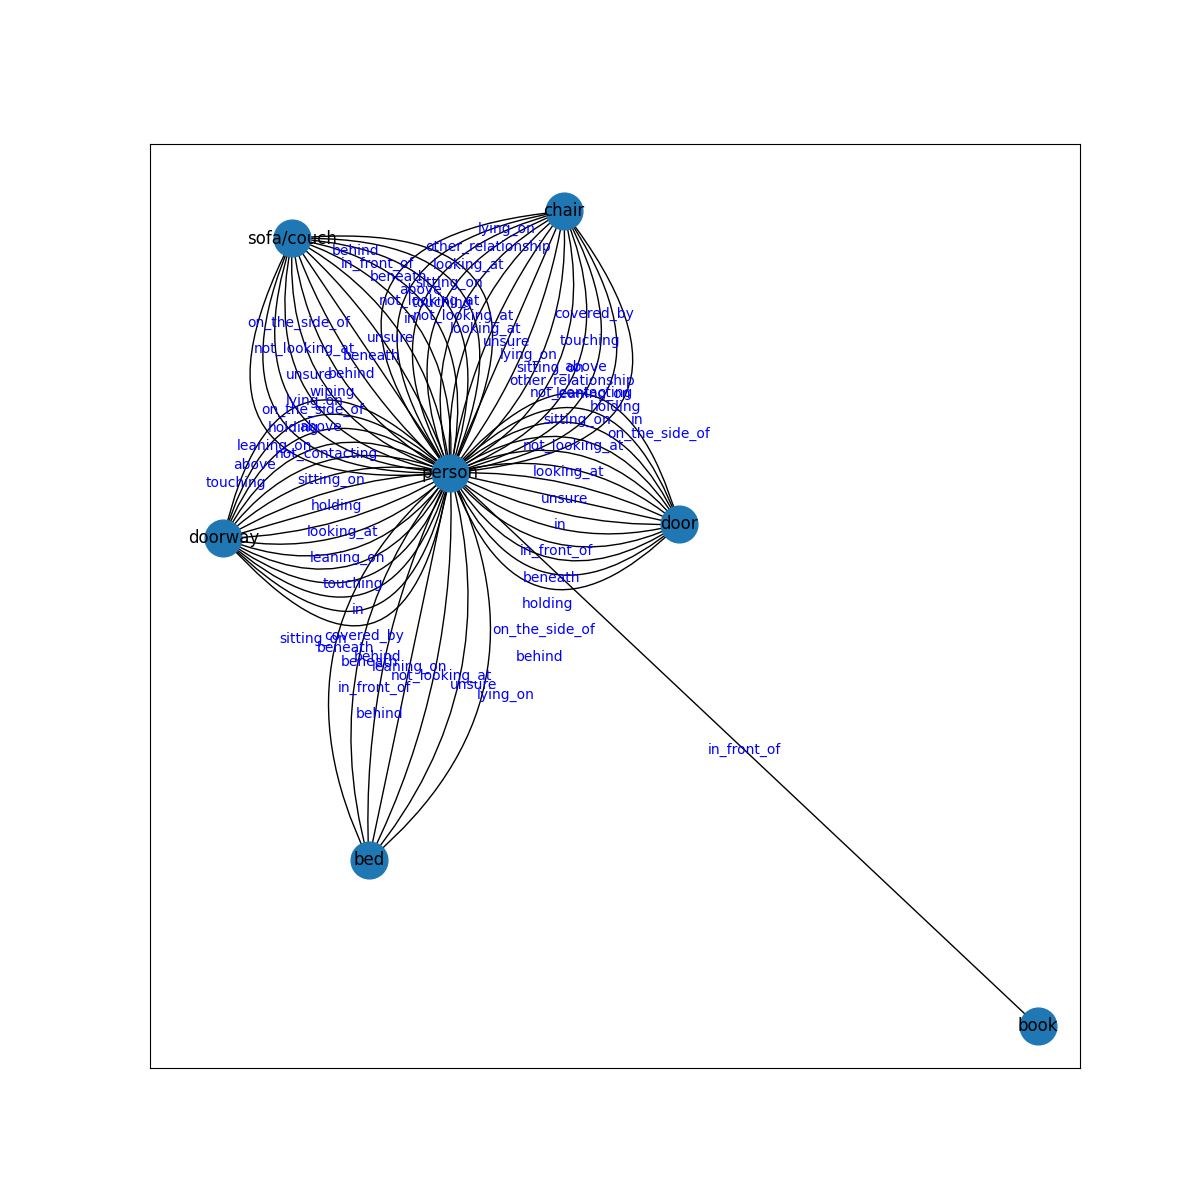 chair
lying_on
sofa/couch
other_relationship
behind
in_front_of
looking_at
beneath
sitting_on
above
not_looking_at
touching
in
not_looking_at
covered_by
on_the_side_of
looking_at
unsure
unsure
touching
not_looking_at
beneath
lying_on
unsure
behind
sitting_on
above
other_relationship
wiping
not_contacting
leaning_on
lying_on
on_the_side_of
holding
holding
above
sitting_on
in
on_the_side_of
leaning_on
not_contacting
not_looking_at
above
touching
sitting_on
person
looking_at
holding
unsure
looking_at
in
door
doorway
leaning_on
in_front_of
touching
beneath
in
holding
sitting_on
covered_by
on_the_side_of
beneath
behind
behind
beneath
leaning_on
not_looking_at
in_front_of
unsure
lying_on
behind
in_front_of
bed
book